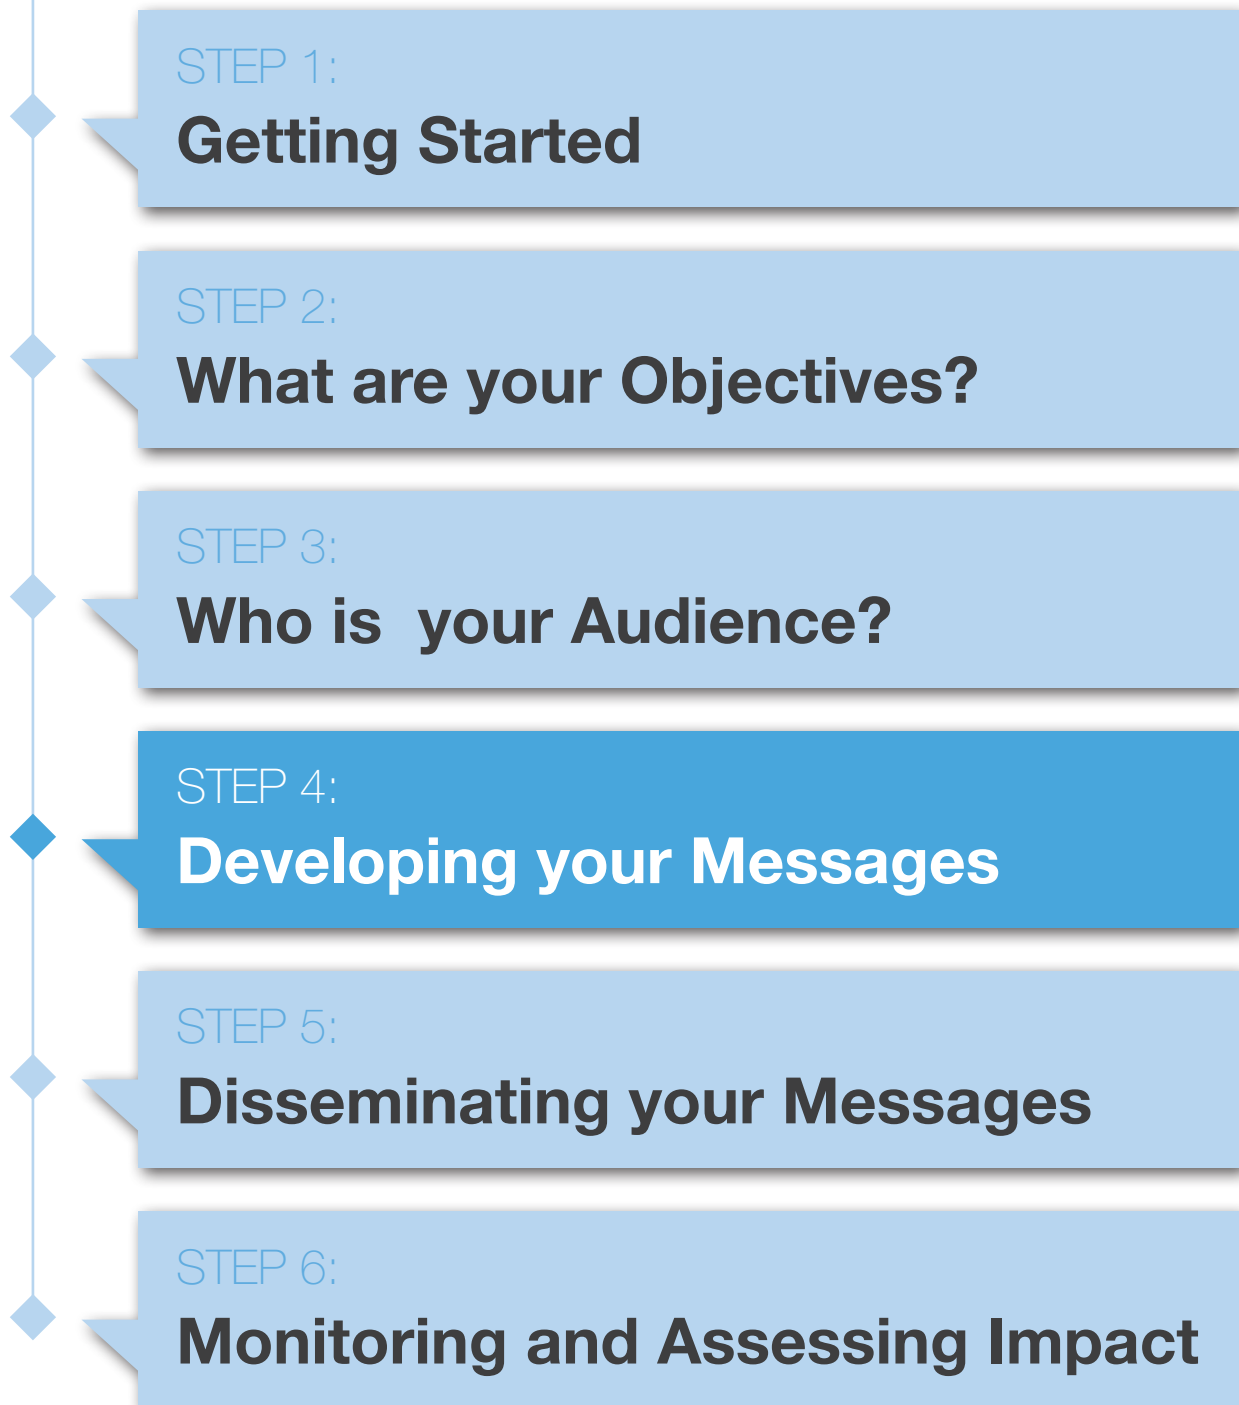 STEP 1:
Getting Started
STEP 2:
What are your Objectives?
STEP 3:
Who is  your Audience?
STEP 4:
Developing your Messages
STEP 5:
Disseminating your Messages
STEP 6:
Monitoring and Assessing Impact